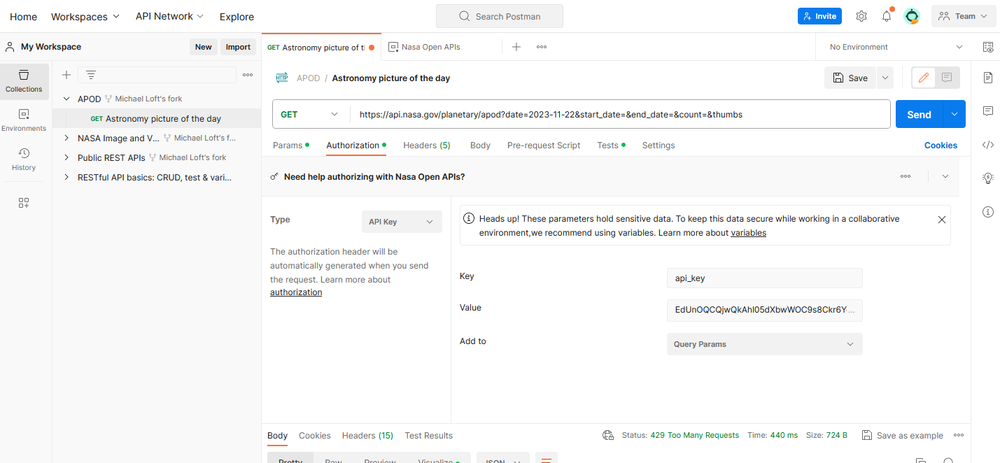 Home Workspaces API Network Explore Search Postman Invite Team
My Workspace New Import GET Astronomy picture of Nasa Open APIs No Environment
Collections
Environments
History
APOD Michael Loft's fork
GET Astronomy picture of the day
NASA Image and V... Michael Loft's f...
Public REST APIs Michael Loft's fork
RESTful API basics: CRUD, test & vari...
HTTP APOD / Astronomy picture of the day Save
GET https://api.nasa.gov/planetary/apod?date=2023-11-22&start_date=&end_date=&count=&thumbs Send
Params Authorization Headers (5) Body Pre-request Script Tests Settings Cookies
Need help authorizing with Nasa Open APIs?
Type API Key
The authorization header will be
automatically generated when you send
the request. Learn more about
authorization
Heads up! These parameters hold sensitive data. To keep this data secure while working in a collaborative
environment,we recommend using variables. Learn more about variables
Key api_key
Value EdUnOQCQjwQkAhl05dXbwWOC9s8Ckr6Y...
Add to Query Params
Body Cookies Headers (15) Test Results Status: 429 Too Many Requests Time: 440 ms Size: 724 B Save as example
Pretty Raw Preview Visualize JSON